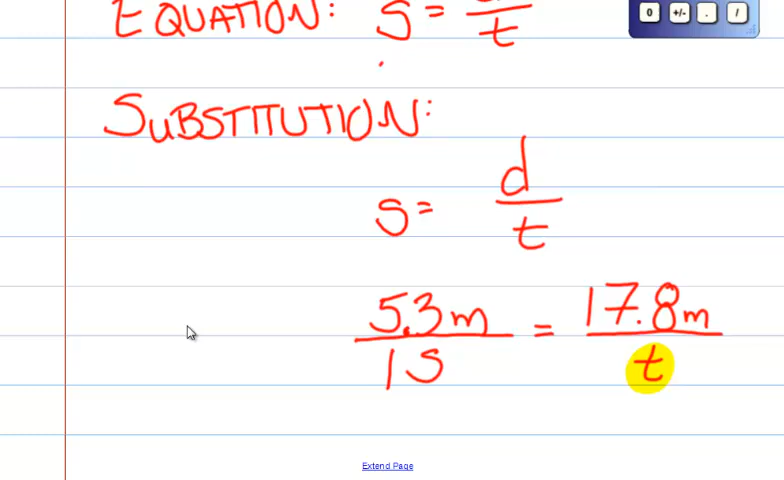 EQUATION: S = d/t
0 +/- . /
SUBSTITUTION:
S = d/t
5.3m/1S = 17.8m/t
Extend Page